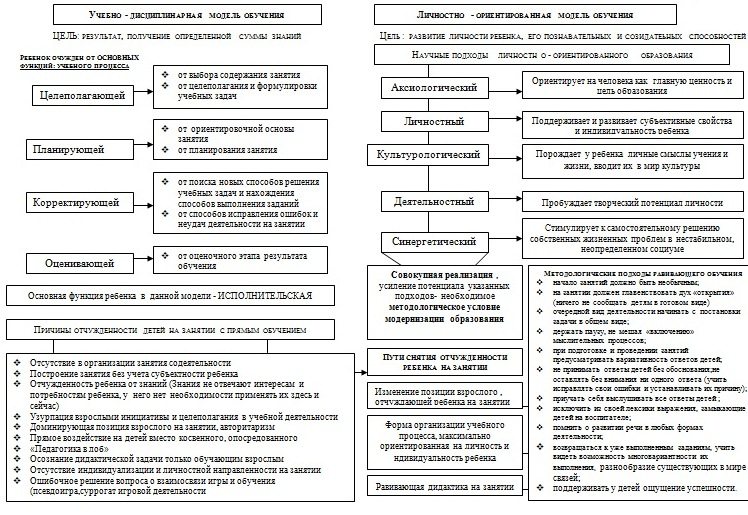 УЧЕБНО - ДИСЦИПЛИНАРНАЯ МОДЕЛЬ ОБУЧЕНИЯ
ЦЕЛЬ: РЕЗУЛЬТАТ, ПОЛУЧЕНИЕ ОПРЕДЕЛЕННОЙ СУММЫ ЗНАНИЙ
РЕБЕНОК ОЧУЖДЕН ОТ ОСНОВНЫХ
ФУНКЦИЙ: УЧЕБНОГО ПРОЦЕССА
Целеполагающей
❖ от выбора содержания занятия
❖ от целеполагания и формулировки
учебных задач
Планирующей
❖ от ориентировочной основы
занятия
❖ от планирования занятия
Корректирующей
❖ от поиска новых способов решения
учебных задач и нахождения
способов выполнения заданий
❖ от способов исправления ошибок и
неудач деятельности на занятии
Оценивающей
❖ от оценочного этапа результата
обучения
Основная функция ребенка в данной модели - ИСПОЛНИТЕЛЬСКАЯ
ПРИЧИНЫ ОТЧУЖДЕННОСТИ ДЕТЕЙ НА ЗАНЯТИИ С ПРЯМЫМ ОБУЧЕНИЕМ
❖ Отсутствие в организации занятия содеятельности
❖ Построение занятия без учета субъектности ребенка
❖ Отчужденность ребенка от знаний (Знания не отвечают интересам и
потребностям ребенка, у него нет необходимости применять их здесь и
сейчас)
❖ Узурпация взрослыми инициативы и целеполагания в учебной деятельности
❖ Доминирующая позиция взрослого на занятии, авторитаризм
❖ Прямое воздействие на детей вместо косвенного, опосредованного
❖ «Педагогика в лоб»
❖ Осознание дидактической задачи только обучающим взрослым
❖ Отсутствие индивидуализации и личностной направленности на занятии
❖ Ошибочное решение вопроса о взаимосвязи игры и обучения
(псевдоигра,суррогат игровой деятельности
ЛИЧНОСТНО - ОРИЕНТИРОВАННАЯ МОДЕЛЬ ОБУЧЕНИЯ
ЦЕЛЬ : РАЗВИТИЕ ЛИЧНОСТИ РЕБЕНКА, ЕГО ПОЗНАВАТЕЛЬНЫХ И СОЗИДАТЕЛЬНЫХ СПОСОБНОСТЕЙ
НАУЧНЫЕ ПОДХОДЫ ЛИЧНОСТН О - ОРИЕНТИРОВАННОГО ОБРАЗОВАНИЯ
Аксиологический
Ориентирует на человека как главную ценность и
цель образования
Личностный
Поддерживает и развивает субъективные свойства
и индивидуальность ребенка
Культурологический
Порождает у ребенка личные смыслы учения и
жизни, вводит их в мир культуры
Деятельностный
Пробуждает творческий потенциал личности
Синергетический
Стимулирует к самостоятельному решению
собственных жизненных проблем в нестабильном,
неопределенном социуме
Совокупная реализация ,
усиление потенциала указанных
подходов- необходимое
методологическое условие
модернизации образования
ПУТИ СНЯТИЯ ОТЧУЖДЕННОСТИ
РЕБЕНКА НА ЗАНЯТИИ
Изменение позиции взрослого ,
отчуждающей ребенка на занятии
Форма организации учебного
процесса, максимально
ориентированная на личность и
индивидуальность ребенка
Равивающая дидактика на занятии
МЕТОДОЛОГИЧЕСКИЕ ПОДХОДЫ РАЗВИВАЮЩЕГО ОБУЧЕНИЯ
❖ начало занятий должно быть необычным;
❖ на занятии должен главенствовать дух «открытия»
(ничего не сообщать детям в готовом виде)
❖ очередной вид деятельности начинать с постановки
задачи в общем виде;
❖ держать паузу, не мешая «включению»
мыслительных процессов;
❖ при подготовке и проведении занятий
предусматривать вариативность ответов детей;
❖ не принимать ответы детей без обоснования;не
оставлять без внимания ни одного ответа (учить
исправлять свои ошибки и устанавливать их причину);
❖ приучать себя выслушивать все ответы детей ;
❖ исключить из своей лексики выражения, замыкающие
детей на воспитателе;
❖ помнить о развитии речи в любых формах
деятельности;
❖ возвращаться к уже выполненным заданиям, учить
видеть возможность многовариантности их
выполнения, разнообразие существующих в мире
связей;
❖ поддерживать у детей ощущение успешности.